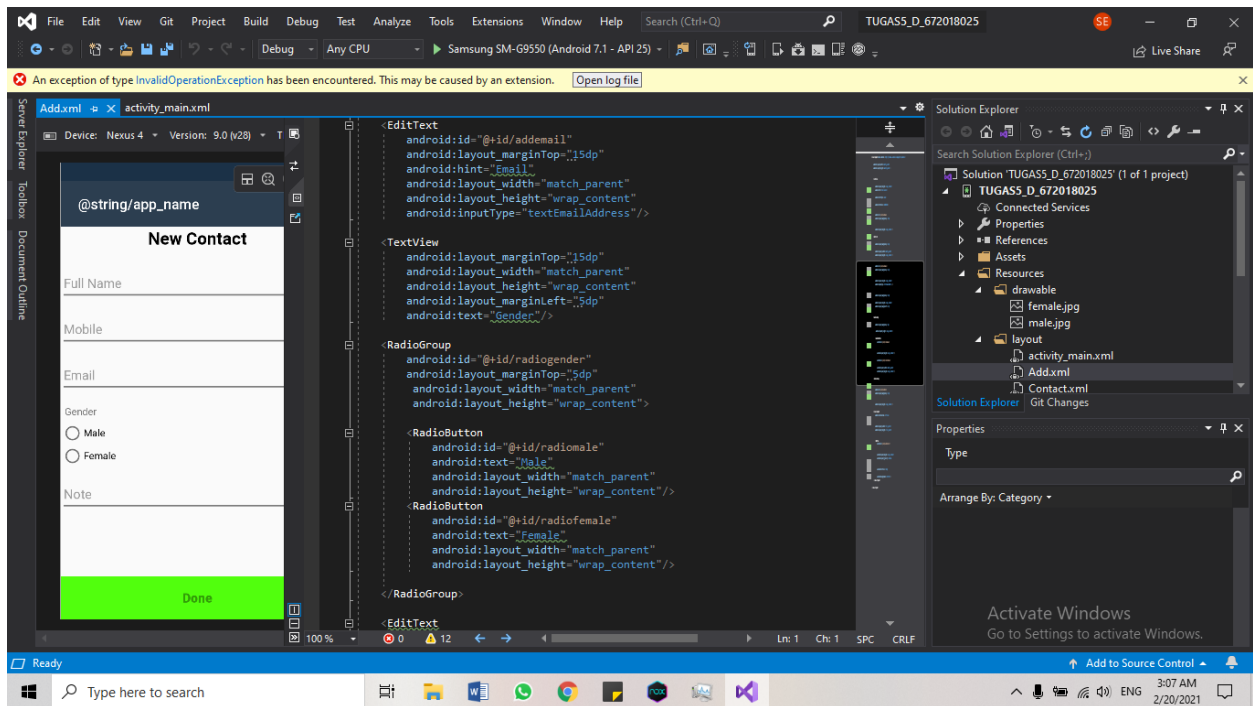 File Edit View Git Project Build Debug Test Analyze Tools Extensions Window Help Search (Ctrl+Q) TUGAS5_D_672018025 SE
Debug Any CPU Samsung SM-G9550 (Android 7.1 - API 25) Live Share
An exception of type InvalidOperationException has been encountered. This may be caused by an extension. Open log file
Server Explorer
Toolbox
Document Outline
Add.xml activity_main.xml
Device: Nexus 4 Version: 9.0 (v28) T
@string/app_name
New Contact
Full Name
Mobile
Email
Gender
Male
Female
Note
Done
<EditText
android:id="@+id/addemail"
android:layout_marginTop="15dp"
android:hint="Email"
android:layout_width="match_parent"
android:layout_height="wrap_content"
android:inputType="textEmailAddress"/>
<TextView
android:layout_marginTop="15dp"
android:layout_width="match_parent"
android:layout_height="wrap_content"
android:layout_marginLeft="5dp"
android:text="Gender"/>
<RadioGroup
android:id="@+id/radiogender"
android:layout_marginTop="5dp"
android:layout_width="match_parent"
android:layout_height="wrap_content">
<RadioButton
android:id="@+id/radiomale"
android:text="Male"
android:layout_width="match_parent"
android:layout_height="wrap_content"/>
<RadioButton
android:id="@+id/radiofemale"
android:text="Female"
android:layout_width="match_parent"
android:layout_height="wrap_content"/>
</RadioGroup>
<EditText
100 % 0 12 Ln: 1 Ch: 1 SPC CRLF
Solution Explorer
Search Solution Explorer (Ctrl+;)
Solution 'TUGAS5_D_672018025' (1 of 1 project)
TUGAS5_D_672018025
Connected Services
Properties
References
Assets
Resources
drawable
female.jpg
male.jpg
layout
activity_main.xml
Add.xml
Contact.xml
Solution Explorer Git Changes
Properties
Type
Arrange By: Category
Activate Windows
Go to Settings to activate Windows.
Ready Add to Source Control
Type here to search ENG 3:07 AM
2/20/2021